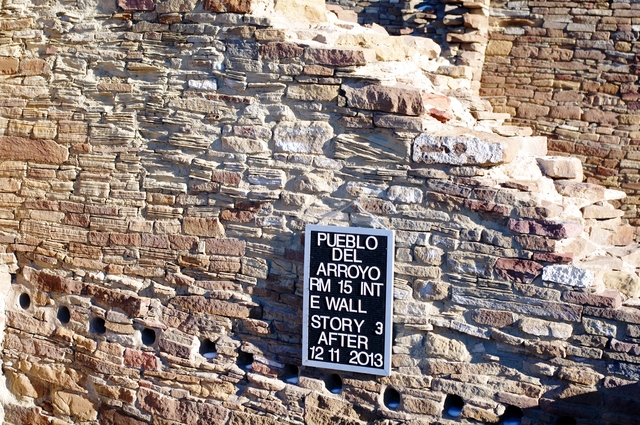 PUEBLO
DEL
ARROYO
RM 15 INT
E WALL
STORY 3
AFTER
12 11 2013